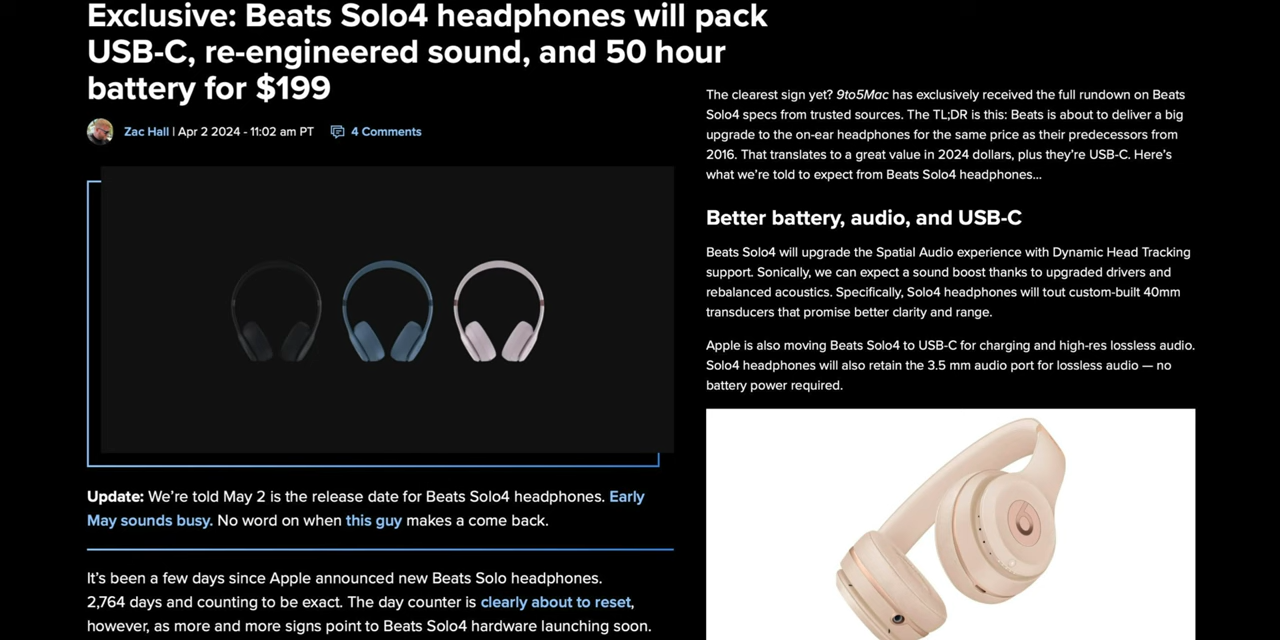 Exclusive: Beats Solo4 headphones will pack
USB-C, re-engineered sound, and 50 hour
battery for $199
Zac Hall | Apr 2 2024 - 11:02 am PT 4 Comments
Update: We're told May 2 is the release date for Beats Solo4 headphones. Early
May sounds busy. No word on when this guy makes a come back.
It's been a few days since Apple announced new Beats Solo headphones.
2,764 days and counting to be exact. The day counter is clearly about to reset,
however, as more and more signs point to Beats Solo4 hardware launching soon.
The clearest sign yet? 9to5Mac has exclusively received the full rundown on Beats
Solo4 specs from trusted sources. The TL;DR is this: Beats is about to deliver a big
upgrade to the on-ear headphones for the same price as their predecessors from
2016. That translates to a great value in 2024 dollars, plus they're USB-C. Here's
what we're told to expect from Beats Solo4 headphones…
Better battery, audio, and USB-C
Beats Solo4 will upgrade the Spatial Audio experience with Dynamic Head Tracking
support. Sonically, we can expect a sound boost thanks to upgraded drivers and
rebalanced acoustics. Specifically, Solo4 headphones will tout custom-built 40mm
transducers that promise better clarity and range.
Apple is also moving Beats Solo4 to USB-C for charging and high-res lossless audio.
Solo4 headphones will also retain the 3.5 mm audio port for lossless audio — no
battery power required.